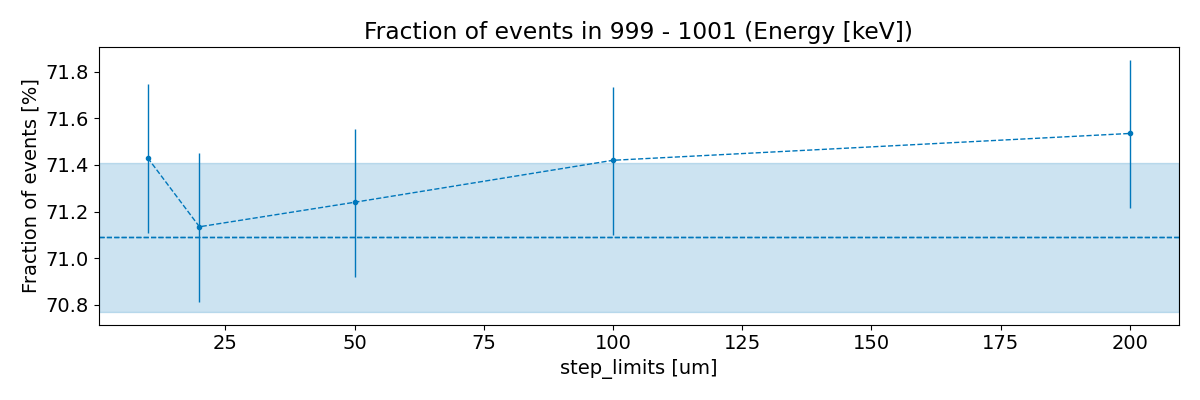 Fraction of events in 999 - 1001 (Energy [keV])
Fraction of events [%]
71.8
71.6
71.4
71.2
71.0
70.8
25 50 75 100 125 150 175 200
step_limits [um]